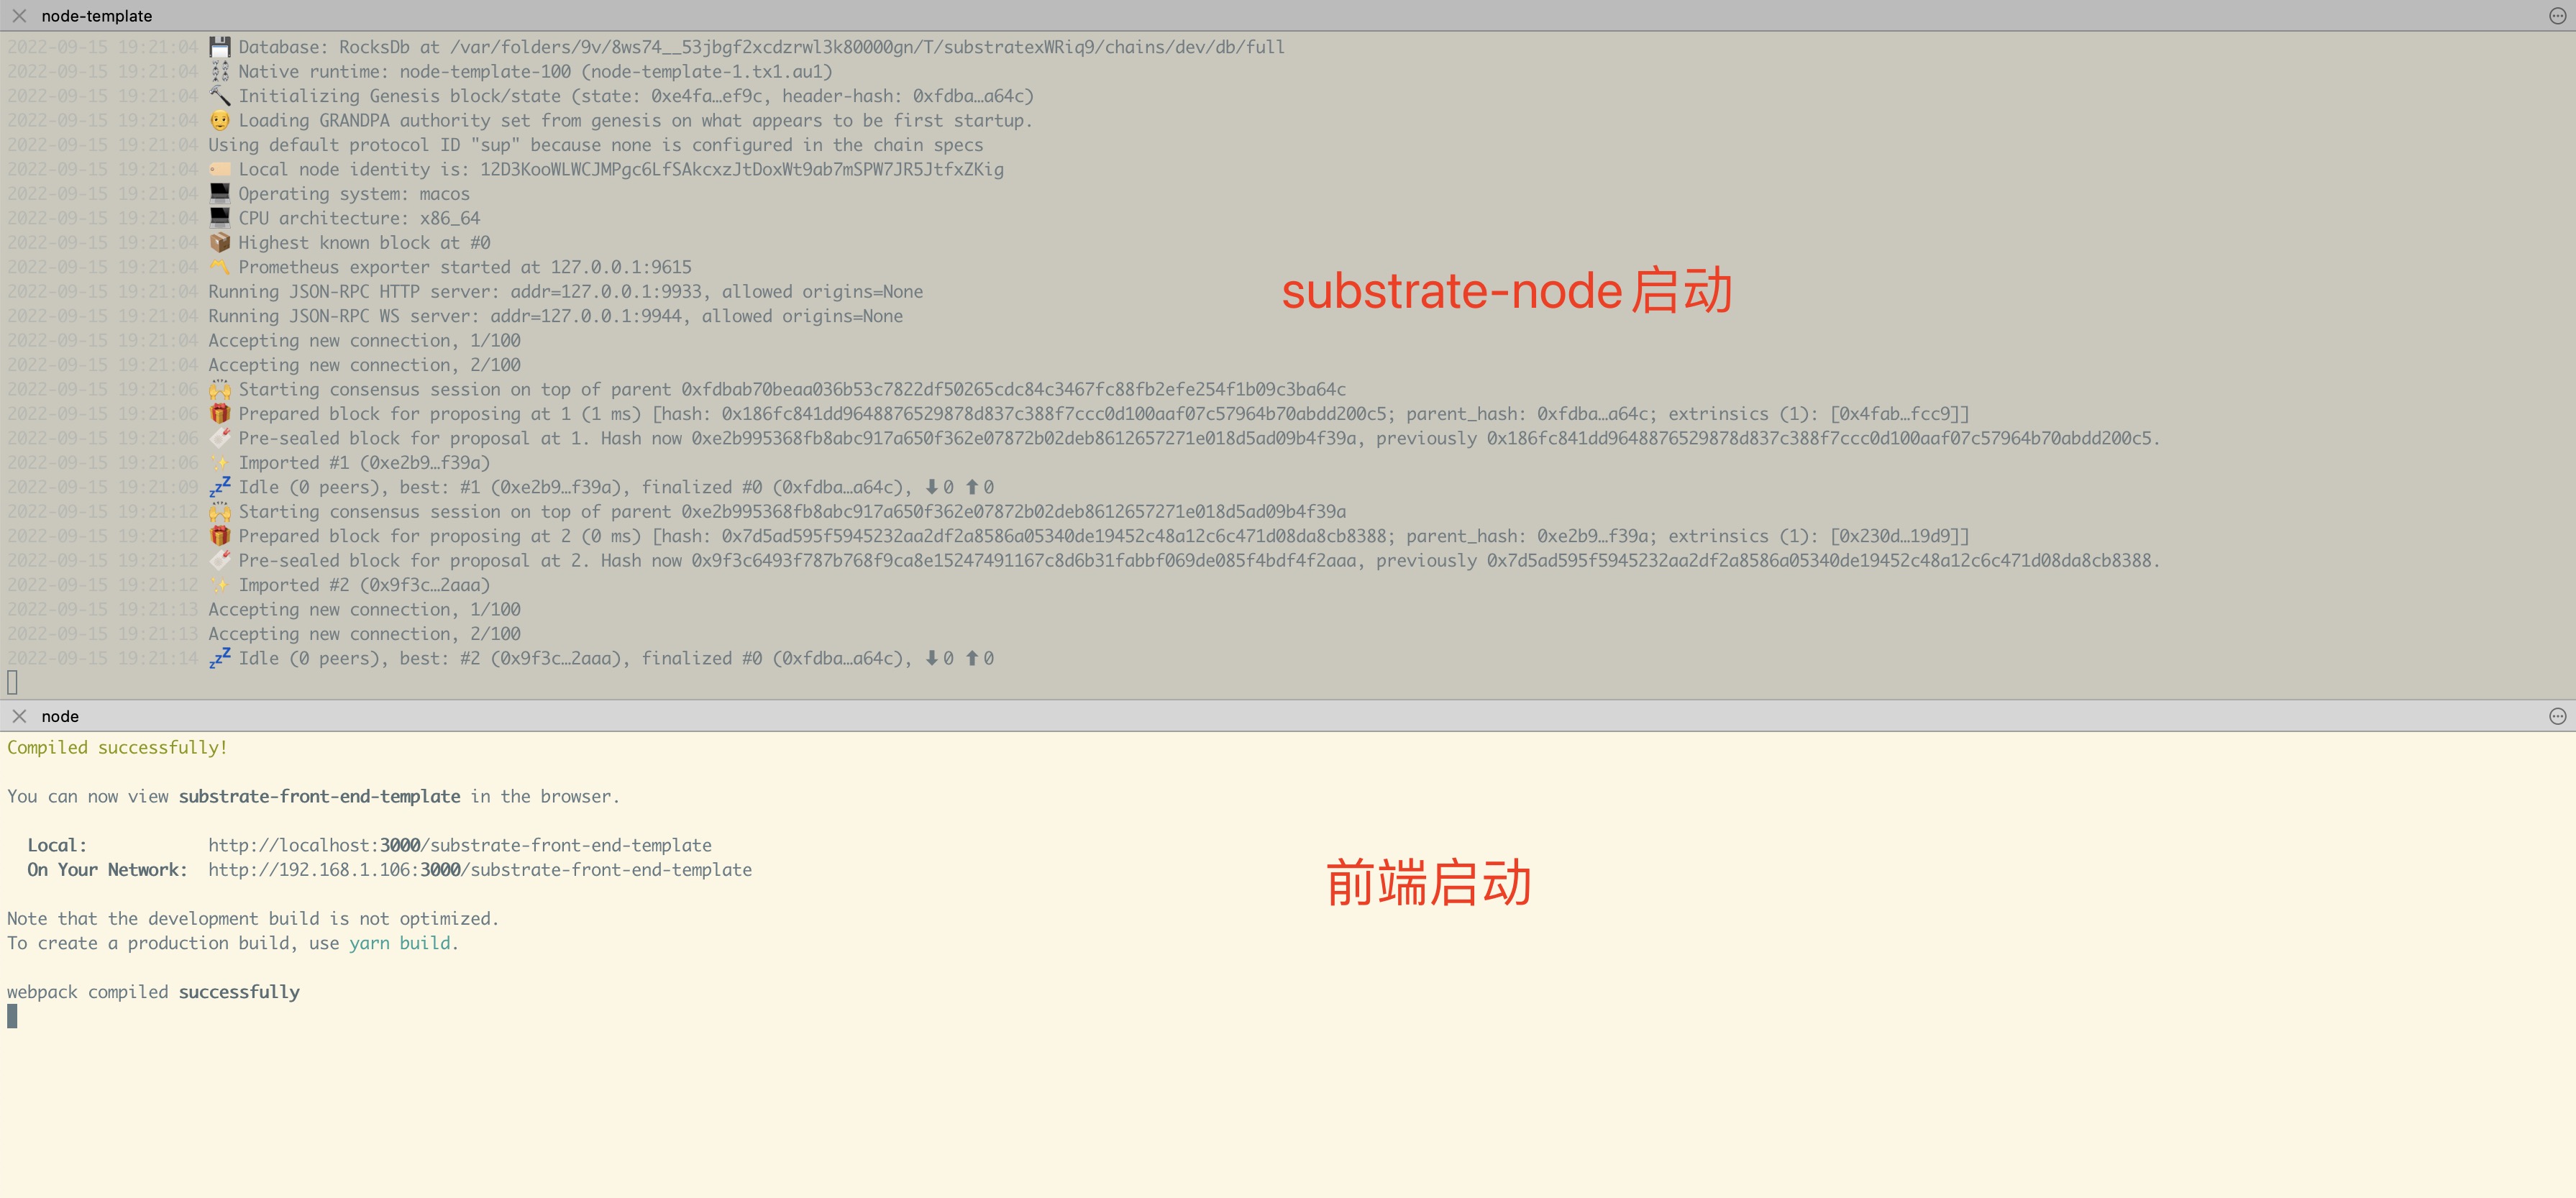 node-template
2022-09-15 19:21:04 💾 Database: RocksDb at /var/folders/9v/8ws74__53jbgf2xcdzrwl3k80000gn/T/substratexWRiq9/chains/dev/db/full
2022-09-15 19:21:04 ⛓ Native runtime: node-template-100 (node-template-1.tx1.au1)
2022-09-15 19:21:04 🔨 Initializing Genesis block/state (state: 0xe4fa…ef9c, header-hash: 0xfdba…a64c)
2022-09-15 19:21:04 👴 Loading GRANDPA authority set from genesis on what appears to be first startup.
2022-09-15 19:21:04 Using default protocol ID "sup" because none is configured in the chain specs
2022-09-15 19:21:04 🏷 Local node identity is: 12D3KooWLWCJMPgc6LfSAkcxzJtDoxWt9ab7mSPW7JR5JtfxZKig
2022-09-15 19:21:04 💻 Operating system: macos
2022-09-15 19:21:04 💻 CPU architecture: x86_64
2022-09-15 19:21:04 📦 Highest known block at #0
2022-09-15 19:21:04 〽️ Prometheus exporter started at 127.0.0.1:9615
2022-09-15 19:21:04 Running JSON-RPC HTTP server: addr=127.0.0.1:9933, allowed origins=None
substrate-node启动
2022-09-15 19:21:04 Running JSON-RPC WS server: addr=127.0.0.1:9944, allowed origins=None
2022-09-15 19:21:04 Accepting new connection, 1/100
2022-09-15 19:21:04 Accepting new connection, 2/100
2022-09-15 19:21:06 🙌 Starting consensus session on top of parent 0xfdbab70beaa036b53c7822df50265cdc84c3467fc88fb2efe254f1b09c3ba64c
2022-09-15 19:21:06 🎁 Prepared block for proposing at 1 (1 ms) [hash: 0x186fc841dd9648876529878d837c388f7ccc0d100aaf07c57964b70abdd200c5; parent_hash: 0xfdba…a64c; extrinsics (1): [0x4fab…fcc9]]
2022-09-15 19:21:06 🔖 Pre-sealed block for proposal at 1. Hash now 0xe2b995368fb8abc917a650f362e07872b02deb8612657271e018d5ad09b4f39a, previously 0x186fc841dd9648876529878d837c388f7ccc0d100aaf07c57964b70abdd200c5.
2022-09-15 19:21:06 ✨ Imported #1 (0xe2b9…f39a)
2022-09-15 19:21:09 💤 Idle (0 peers), best: #1 (0xe2b9…f39a), finalized #0 (0xfdba…a64c), ⬇ 0 ⬆ 0
2022-09-15 19:21:12 🙌 Starting consensus session on top of parent 0xe2b995368fb8abc917a650f362e07872b02deb8612657271e018d5ad09b4f39a
2022-09-15 19:21:12 🎁 Prepared block for proposing at 2 (0 ms) [hash: 0x7d5ad595f5945232aa2df2a8586a05340de19452c48a12c6c471d08da8cb8388; parent_hash: 0xe2b9…f39a; extrinsics (1): [0x230d…19d9]]
2022-09-15 19:21:12 🔖 Pre-sealed block for proposal at 2. Hash now 0x9f3c6493f787b768f9ca8e15247491167c8d6b31fabbf069de085f4bdf4f2aaa, previously 0x7d5ad595f5945232aa2df2a8586a05340de19452c48a12c6c471d08da8cb8388.
2022-09-15 19:21:12 ✨ Imported #2 (0x9f3c…2aaa)
2022-09-15 19:21:13 Accepting new connection, 1/100
2022-09-15 19:21:13 Accepting new connection, 2/100
2022-09-15 19:21:14 💤 Idle (0 peers), best: #2 (0x9f3c…2aaa), finalized #0 (0xfdba…a64c), ⬇ 0 ⬆ 0
node
Compiled successfully!
You can now view substrate-front-end-template in the browser.
Local: http://localhost:3000/substrate-front-end-template
On Your Network: http://192.168.1.106:3000/substrate-front-end-template
前端启动
Note that the development build is not optimized.
To create a production build, use yarn build.
webpack compiled successfully